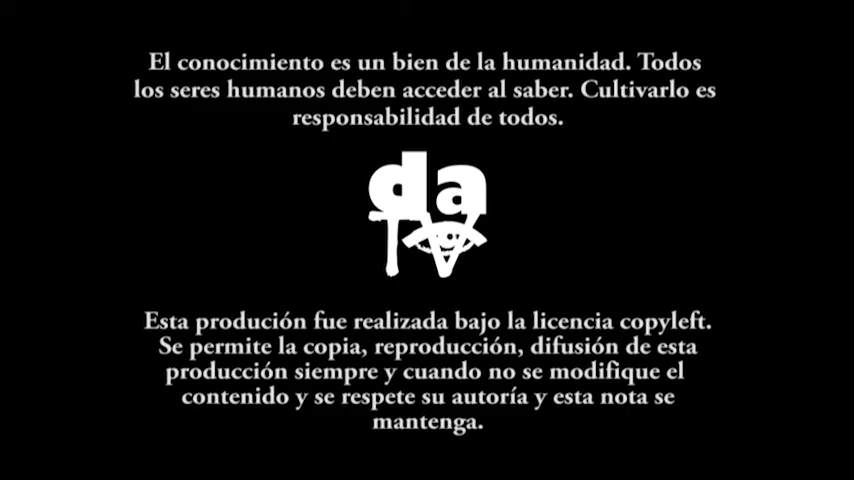 El conocimiento es un bien de la humanidad. Todos
los seres humanos deben acceder al saber. Cultivarlo es
responsabilidad de todos.
da
TV
Esta produción fue realizada bajo la licencia copyleft.
Se permite la copia, reproducción, difusión de esta
producción siempre y cuando no se modifique el
contenido y se respete su autoría y esta nota se
mantenga.